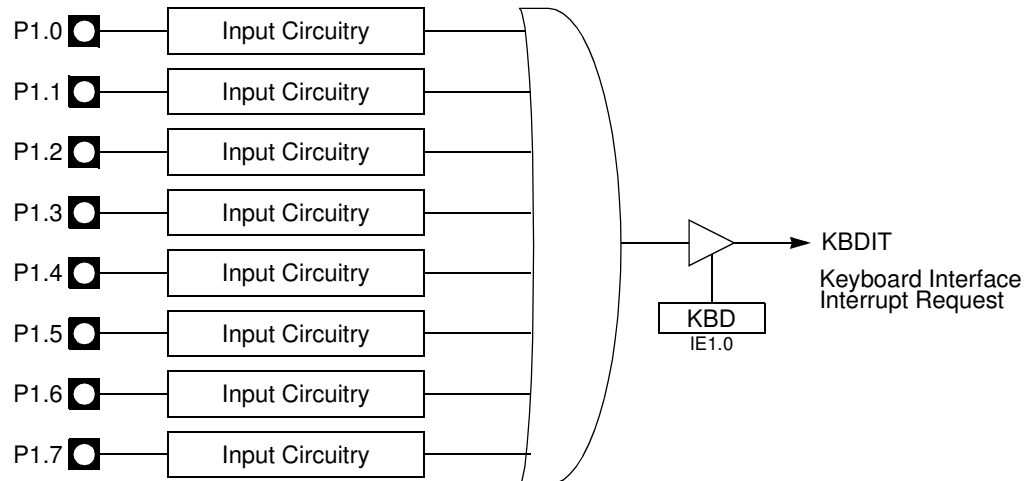 P1.0 Input Circuitry
P1.1 Input Circuitry
P1.2 Input Circuitry
P1.3 Input Circuitry
P1.4 Input Circuitry
P1.5 Input Circuitry
P1.6 Input Circuitry
P1.7 Input Circuitry
KBDIT
Keyboard Interface
Interrupt Request
KBD
IE1.0